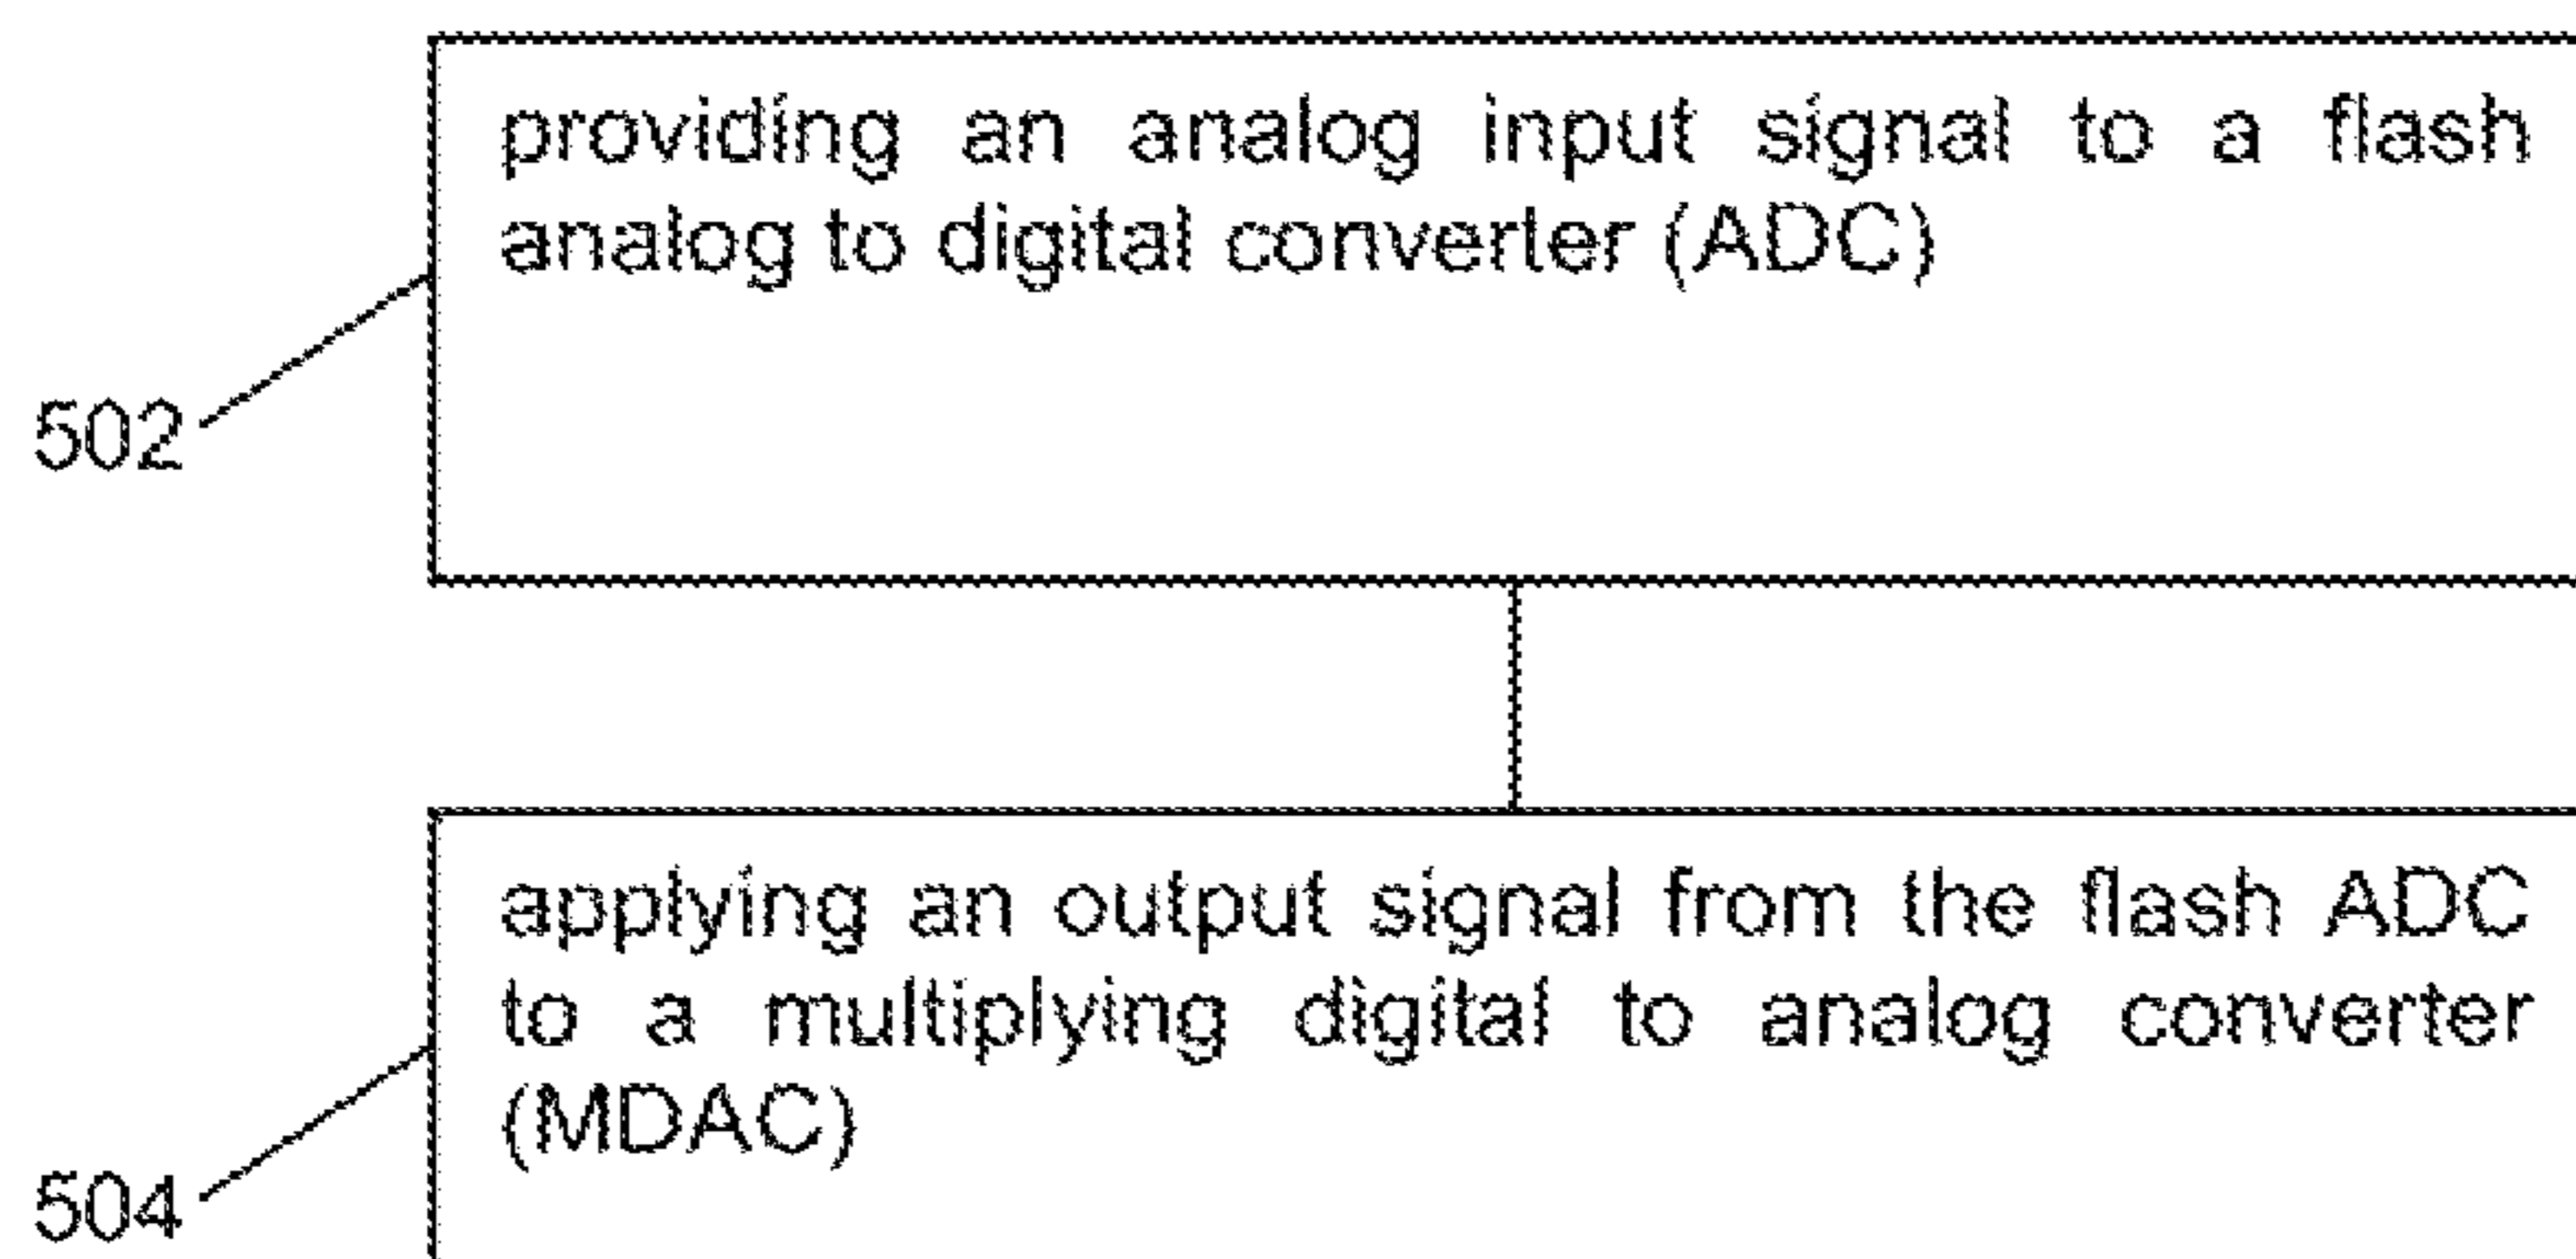 providing an analog input signal to a flash
analog to digital converter (ADC)
502
applying an output signal from the flash ADC
to a multiplying digital to analog converter
(MDAC)
504